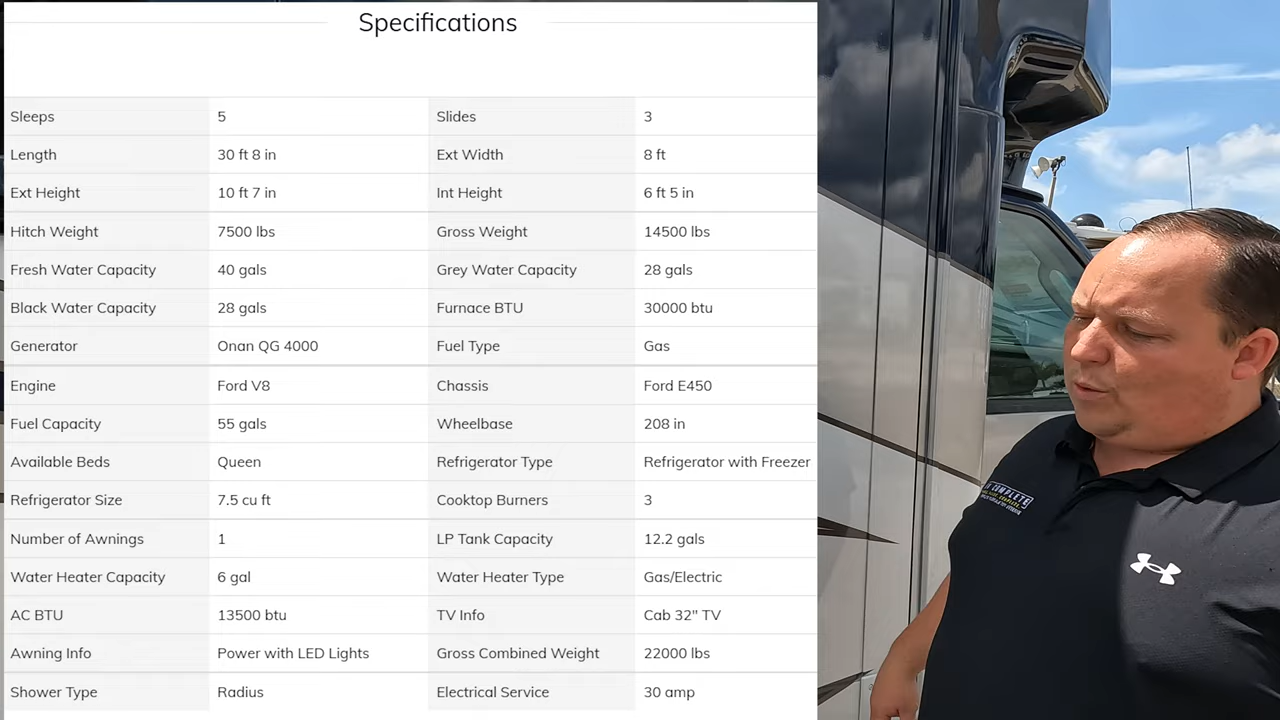 Specifications
Sleeps 5 Slides 3
Length 30 ft 8 in Ext Width 8 ft
Ext Height 10 ft 7 in Int Height 6 ft 5 in
Hitch Weight 7500 lbs Gross Weight 14500 lbs
Fresh Water Capacity 40 gals Grey Water Capacity 28 gals
Black Water Capacity 28 gals Furnace BTU 30000 btu
Generator Onan QG 4000 Fuel Type Gas
Engine Ford V8 Chassis Ford E450
Fuel Capacity 55 gals Wheelbase 208 in
Available Beds Queen Refrigerator Type Refrigerator with Freezer
Refrigerator Size 7.5 cu ft Cooktop Burners 3
Number of Awnings 1 LP Tank Capacity 12.2 gals
Water Heater Capacity 6 gal Water Heater Type Gas/Electric
AC BTU 13500 btu TV Info Cab 32" TV
Awning Info Power with LED Lights Gross Combined Weight 22000 lbs
Shower Type Radius Electrical Service 30 amp
COMPLETE